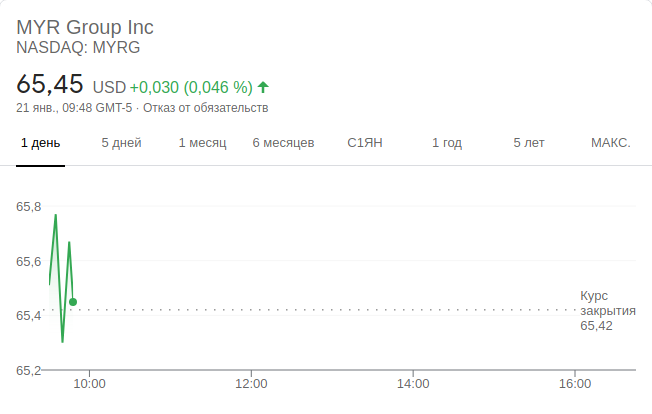 MYR Group Inc
NASDAQ: MYRG
65,45 USD +0,030 (0,046 %)
21 янв., 09:48 GMT-5 · Отказ от обязательств
1 день 5 дней 1 месяц 6 месяцев С1ЯН 1 год 5 лет МАКС.
65,8
65,6
65,4
65,2
Курс
закрытия
65,42
10:00 12:00 14:00 16:00